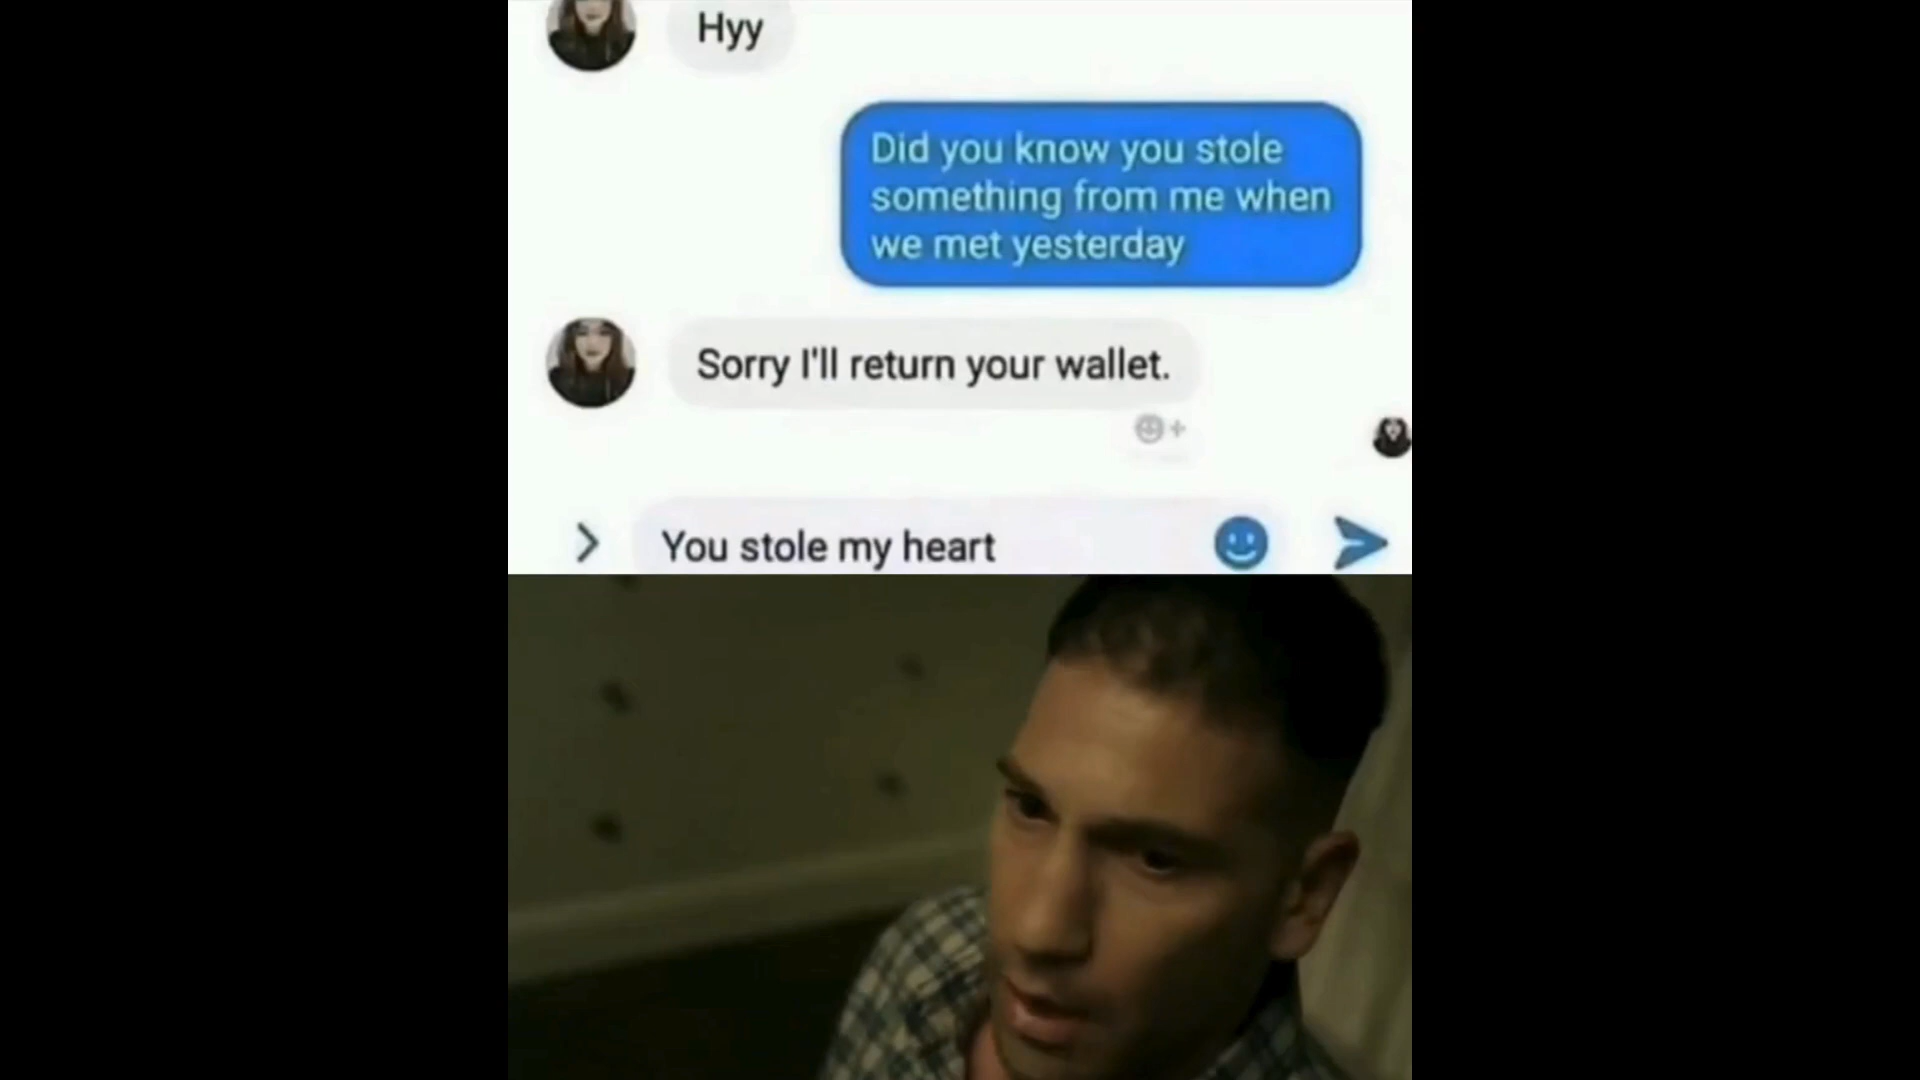 Hyy
Did you know you stole
something from me when
we met yesterday
Sorry I'll return your wallet.
You stole my heart